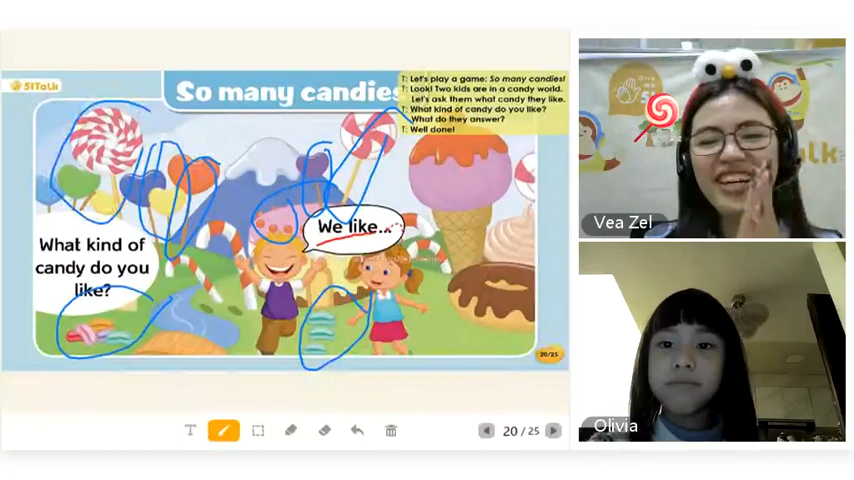 51Talk
So many candies
T: Let's play a game: So many candies!
T: Look! Two kids are in a candy world.
Let's ask them what candy they like.
T: What kind of candy do you like?
What do they answer?
T: Well done!
We like...
What kind of
candy do you
like?
20/25
T
20 / 25
GIVE
ME
Vea Zel
Olivia